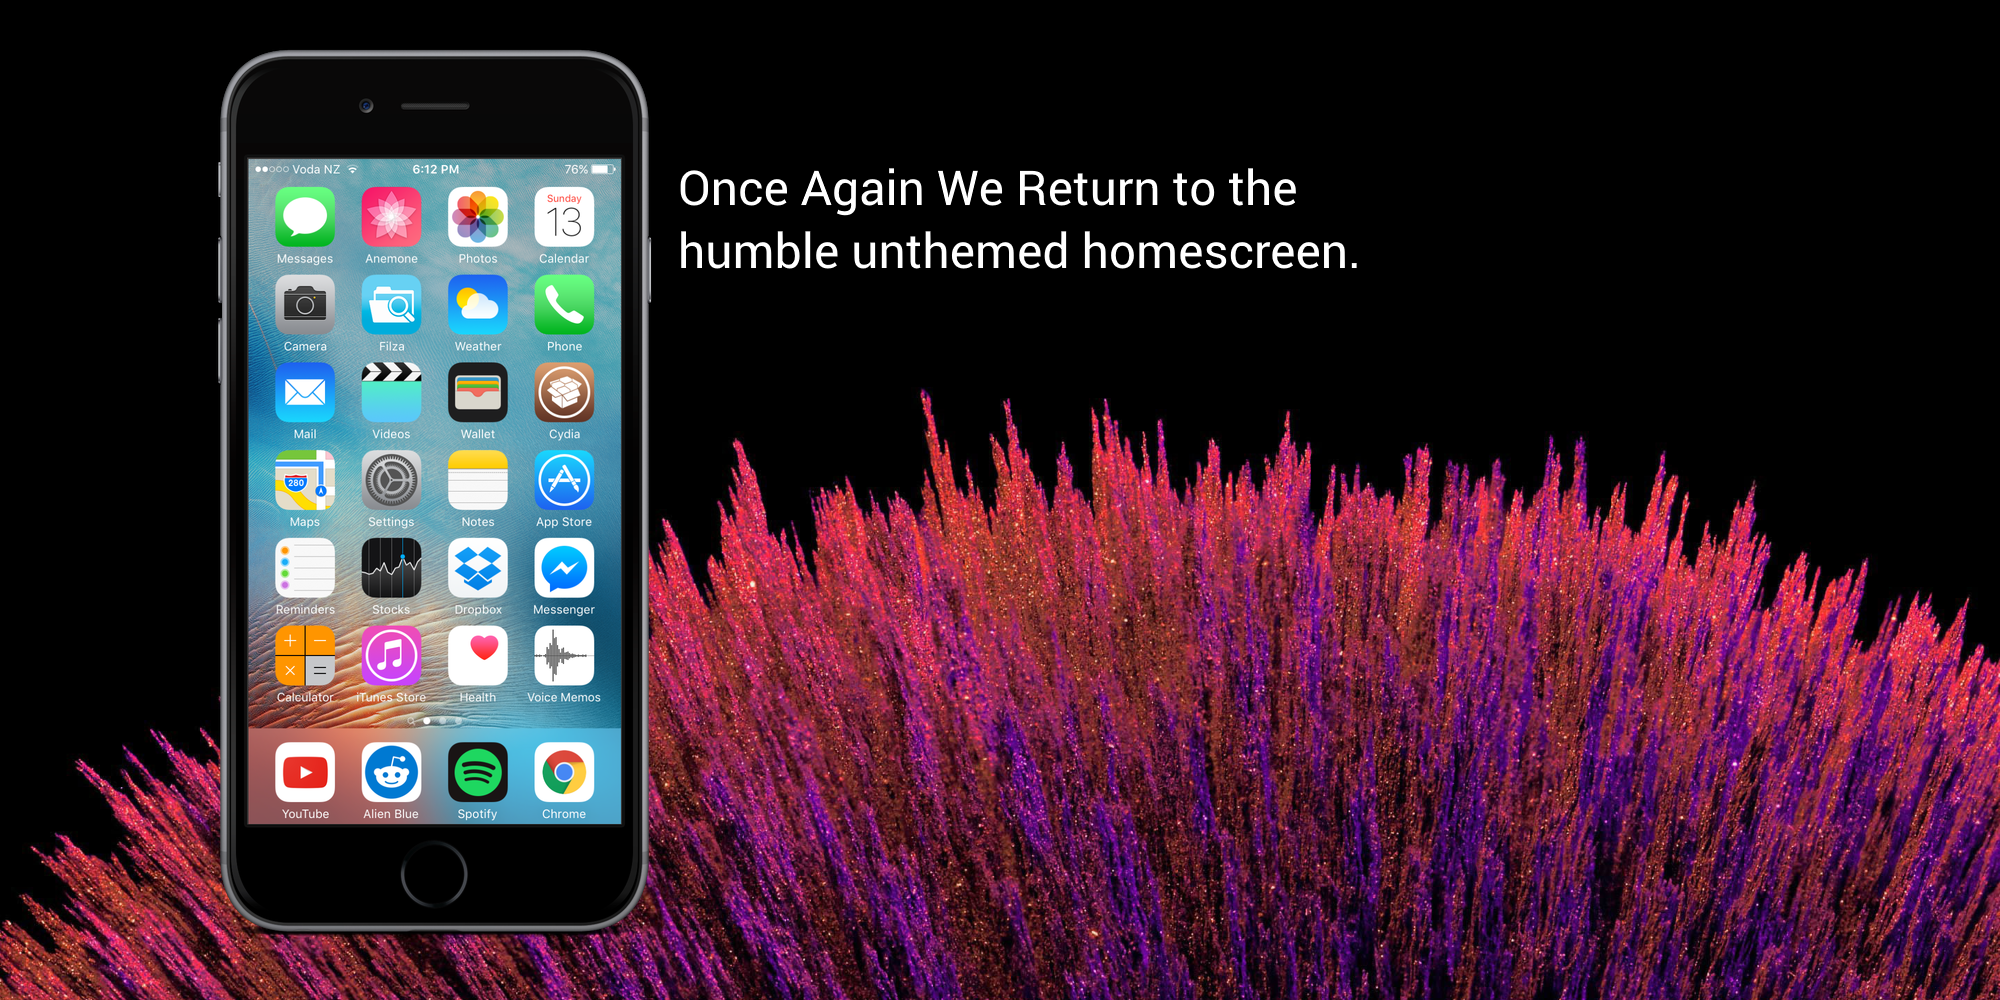 Voda NZ 6:12 PM 76%
Once Again We Return to the
humble unthemed homescreen.
Sunday
13
Messages Anemone Photos Calendar
Camera Filza Weather Phone
Mail Videos Wallet Cydia
280
Maps Settings Notes App Store
Reminders Stocks Dropbox Messenger
Calculator iTunes Store Health Voice Memos
YouTube Alien Blue Spotify Chrome